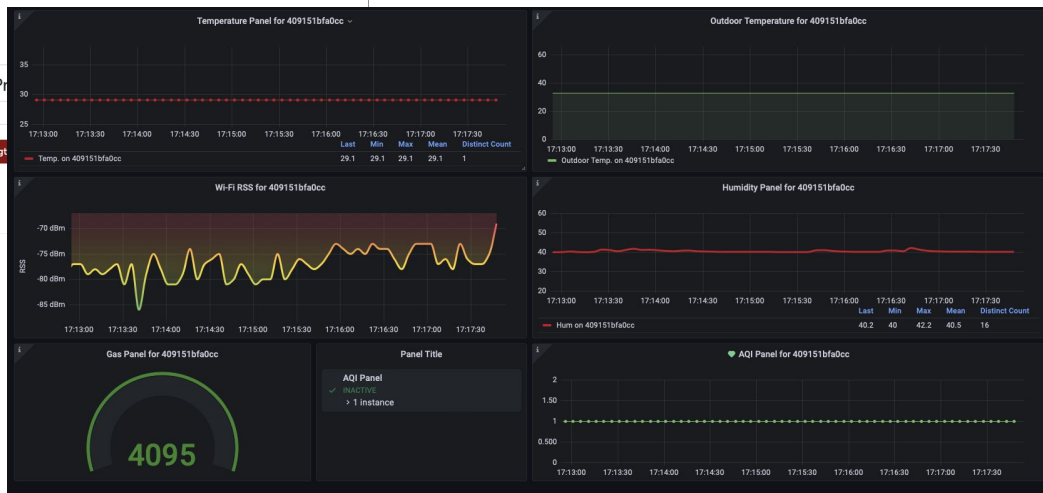 Temperature Panel for 409151bfa0cc
35
30
25
17:13:00 17:13:30 17:14:00 17:14:30 17:15:00 17:15:30 17:16:00 17:16:30 17:17:00 17:17:30
Last Min Max Mean Distinct Count
Temp. on 409151bfa0cc 29.1 29.1 29.1 29.1 1
Outdoor Temperature for 409151bfa0cc
60
40
20
0
17:13:00 17:13:30 17:14:00 17:14:30 17:15:00 17:15:30 17:16:00 17:16:30 17:17:00 17:17:30
Outdoor Temp. on 409151bfa0cc
Wi-Fi RSS for 409151bfa0cc
RSS
-70 dBm
-75 dBm
-80 dBm
-85 dBm
17:13:00 17:13:30 17:14:00 17:14:30 17:15:00 17:15:30 17:16:00 17:16:30 17:17:00 17:17:30
Humidity Panel for 409151bfa0cc
60
50
40
30
20
17:13:00 17:13:30 17:14:00 17:14:30 17:15:00 17:15:30 17:16:00 17:16:30 17:17:00 17:17:30
Last Min Max Mean Distinct Count
Hum on 409151bfa0cc 40.2 40 42.2 40.5 16
Gas Panel for 409151bfa0cc
4095
Panel Title
AQI Panel
INACTIVE
1 instance
AQI Panel for 409151bfa0cc
2
1.50
1
0.500
0
17:13:00 17:13:30 17:14:00 17:14:30 17:15:00 17:15:30 17:16:00 17:16:30 17:17:00 17:17:30